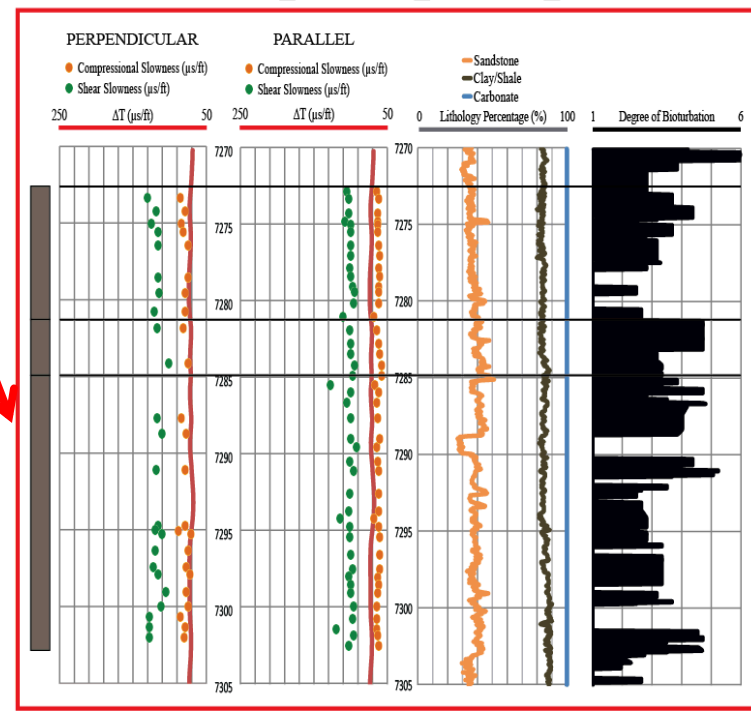 PERPENDICULAR
PARALLEL
Compressional Slowness (µs/ft)
Shear Slowness (µs/ft)
Compressional Slowness (µs/ft)
Shear Slowness (µs/ft)
Sandstone
Clay/Shale
Carbonate
250 ΔT (µs/ft) 50
250 ΔT (µs/ft) 50
0 Lithology Percentage (%) 100
1 Degree of Bioturbation 6
7270
7275
7280
7285
7290
7295
7300
7305
7270
7275
7280
7285
7290
7295
7300
7305